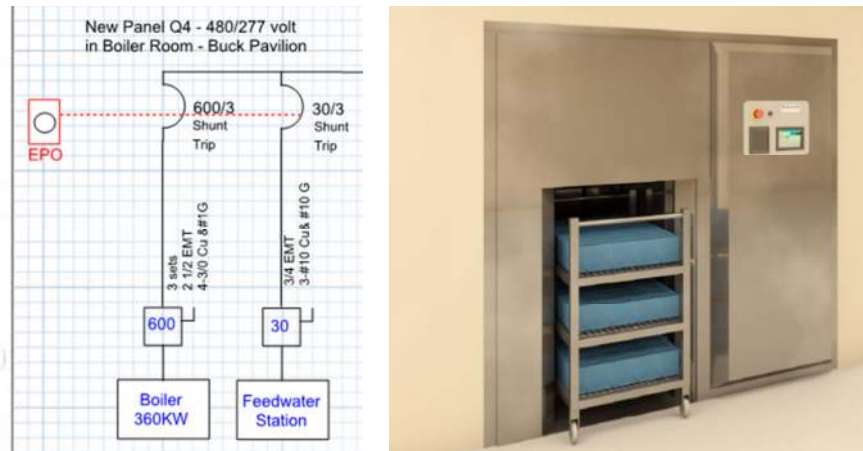 New Panel Q4 - 480/277 volt
in Boiler Room - Buck Pavilion
EPO
600/3
Shunt
Trip
30/3
Shunt
Trip
3 sets
2 1/2 EMT
4-3/0 Cu &#1G
3/4 EMT
3-#10 Cu& #10 G
600
30
Boiler
360KW
Feedwater
Station